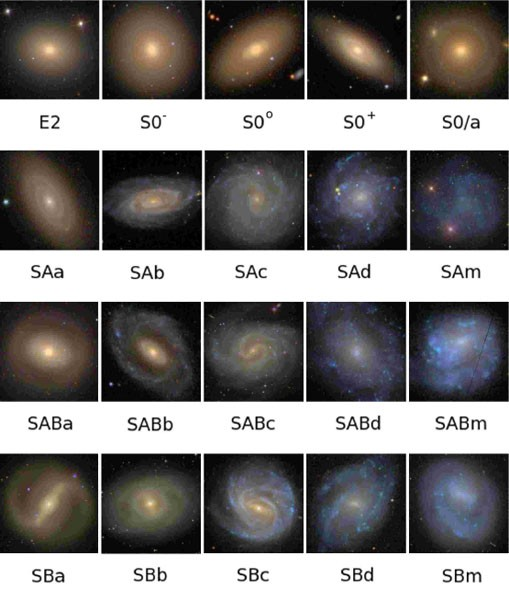 E2 S0⁻ S0ᵒ S0⁺ S0/a
SAa SAb SAc SAd SAm
SABa SABb SABc SABd SABm
SBa SBb SBc SBd SBm